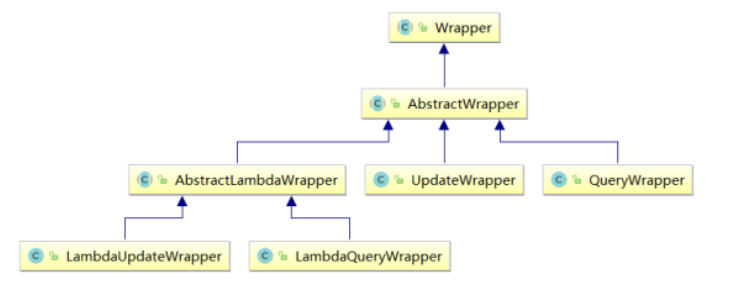 Wrapper
AbstractWrapper
AbstractLambdaWrapper
UpdateWrapper
QueryWrapper
LambdaUpdateWrapper
LambdaQueryWrapper